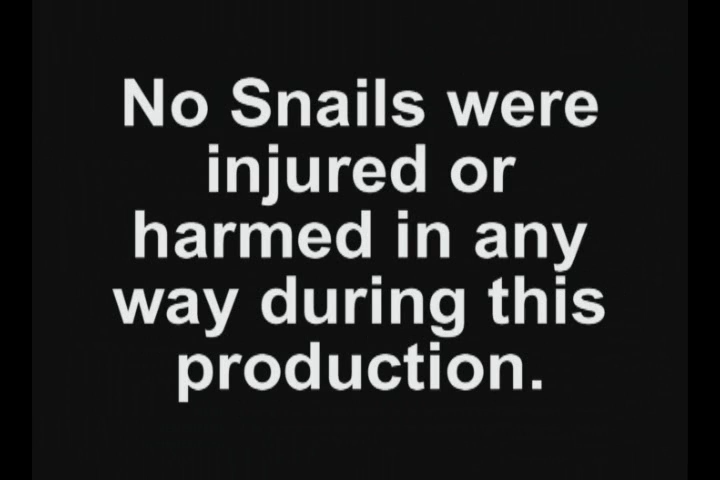 No Snails were
injured or
harmed in any
way during this
production.